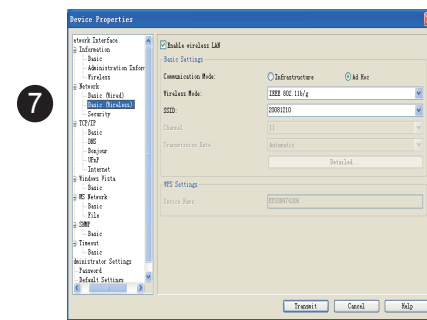 Device Properties
7
etwork Interface
Information
Basic
Administration Inforv
Wireless
Network
Basic (Wired)
Basic (Wireless)
Security
TCP/IP
Basic
DNS
Bonjour
UPnP
Internet
Windows Vista
Basic
MS Network
Basic
File
SNMP
Basic
Timeout
Basic
dministrator Settings
Password
Default Settings
Enable wireless LAN
Basic Settings
Communication Mode:
Infrastructure
Ad Hoc
Wireless Mode:
IEEE 802.11b/g
SSID:
20081210
Channel
11
Transmission Rate
Automatic
Detailed...
WPS Settings
Device Name
Transmit
Cancel
Help